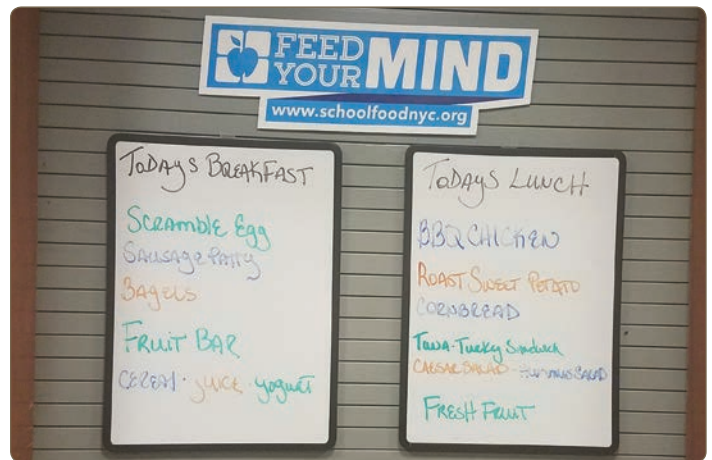 FEED
YOUR MIND
www.schoolfoodnyc.org
TODAYS BREAKFAST
SCRAMBLE Egg
SAUSAGE PATTY
BAGELS
FRUIT BAR
CEREAL · JUICE · yogurt
TODAYS LUNCH
BBQ CHICKEN
ROAST SWEET POTATO
CORNBREAD
Tuna-Turkey Sandwich
CAESAR SALAD - HUMMUS SALAD
FRESH FRUIT